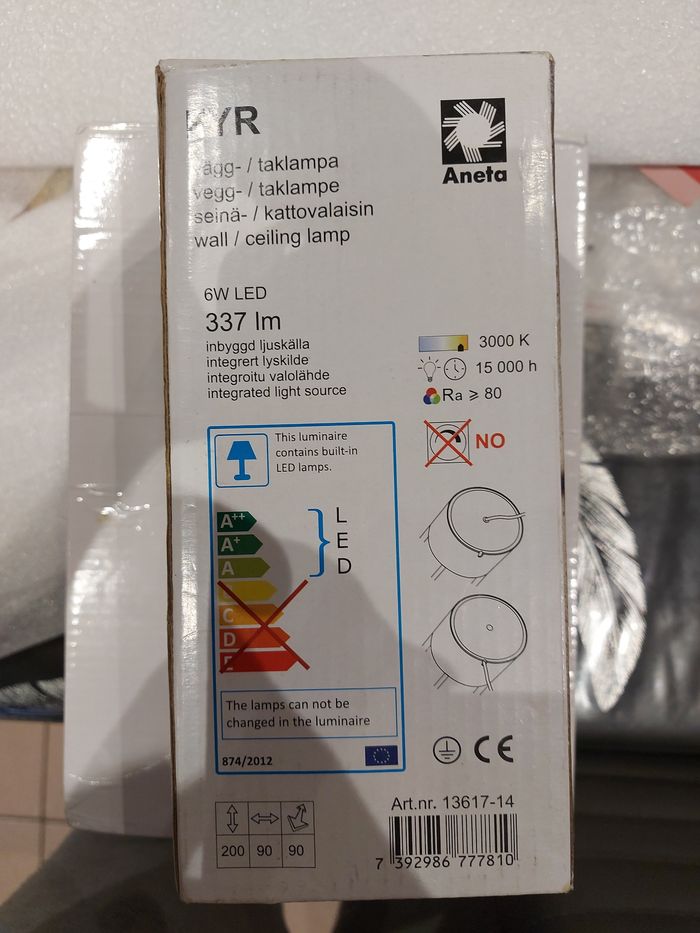 YR
Aneta
vägg- / taklampa
vegg- / taklampe
seinä- / kattovalaisin
wall / ceiling lamp
6W LED
337 lm
inbyggd ljuskälla
integrert lyskilde
integroitu valolähde
integrated light source
3000 K
15 000 h
Ra ⩾ 80
NO
This luminaire
contains built-in
LED lamps.
A++
A+
A
C
D
E
L
E
D
The lamps can not be
changed in the luminaire
874/2012
CE
200 90 90
Art.nr. 13617-14
7 392986 777810